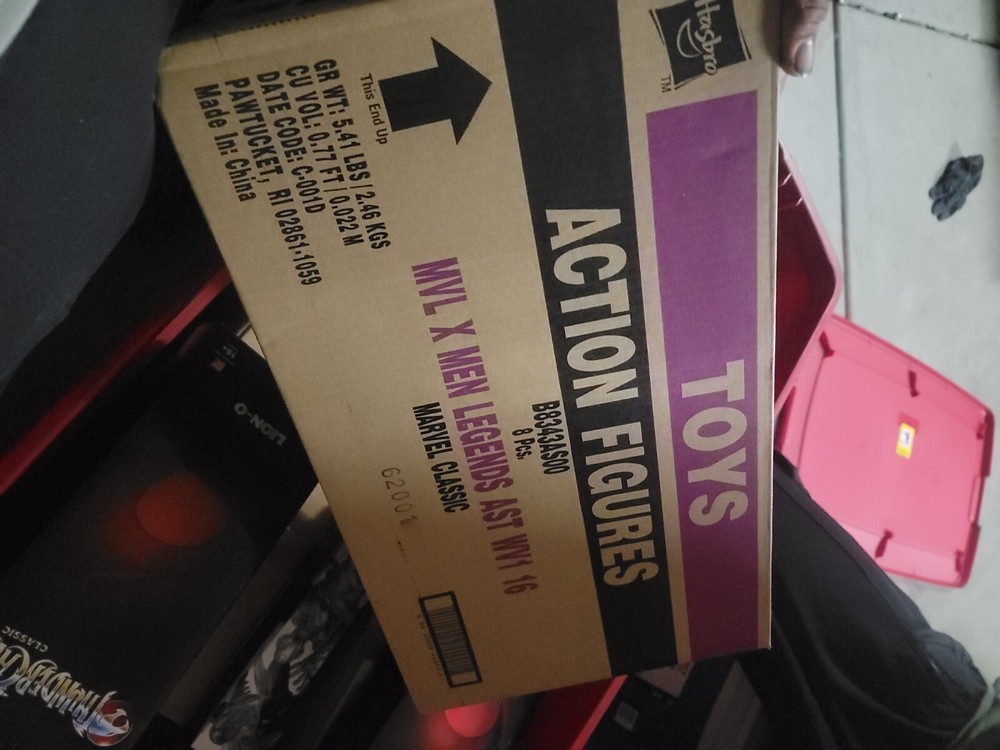 Hasbro
TM
TOYS
ACTION FIGURES
B8343AS00
8 Pcs,
MVL X MEN LEGENDS AST WV1 16
MARVEL CLASSIC
62001
This End Up
GR WT: 5.41 LBS / 2.46 KGS
CU VOL: 0.77 FT / 0.022 M
DATE CODE: C-001D
PAWTUCKET, RI 02861-1059
Made In: China
LION-O
15+
THUNDERCATS
CLASSIC